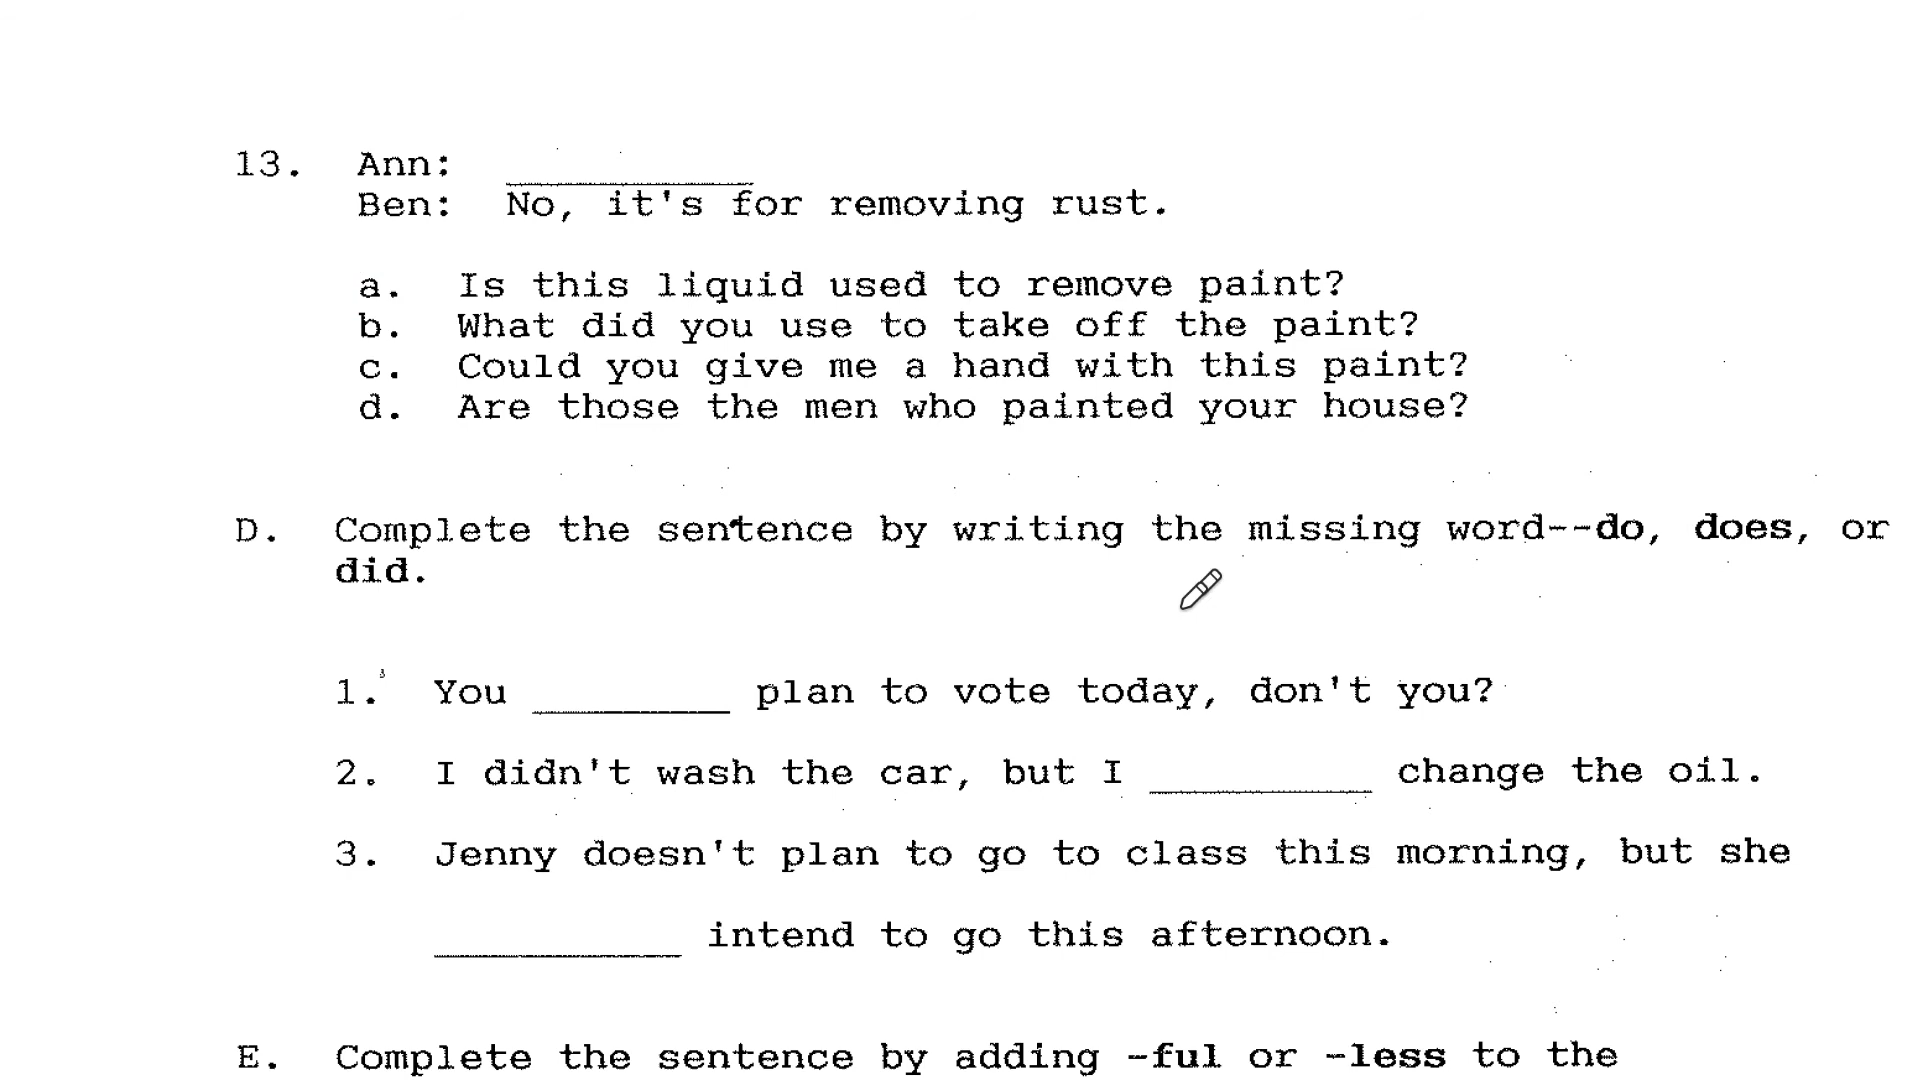 13. Ann: __________
Ben: No, it's for removing rust.
a. Is this liquid used to remove paint?
b. What did you use to take off the paint?
c. Could you give me a hand with this paint?
d. Are those the men who painted your house?
D. Complete the sentence by writing the missing word--do, does, or
did.
1. You ________ plan to vote today, don't you?
2. I didn't wash the car, but I _________ change the oil.
3. Jenny doesn't plan to go to class this morning, but she
__________ intend to go this afternoon.
E. Complete the sentence by adding -ful or -less to the